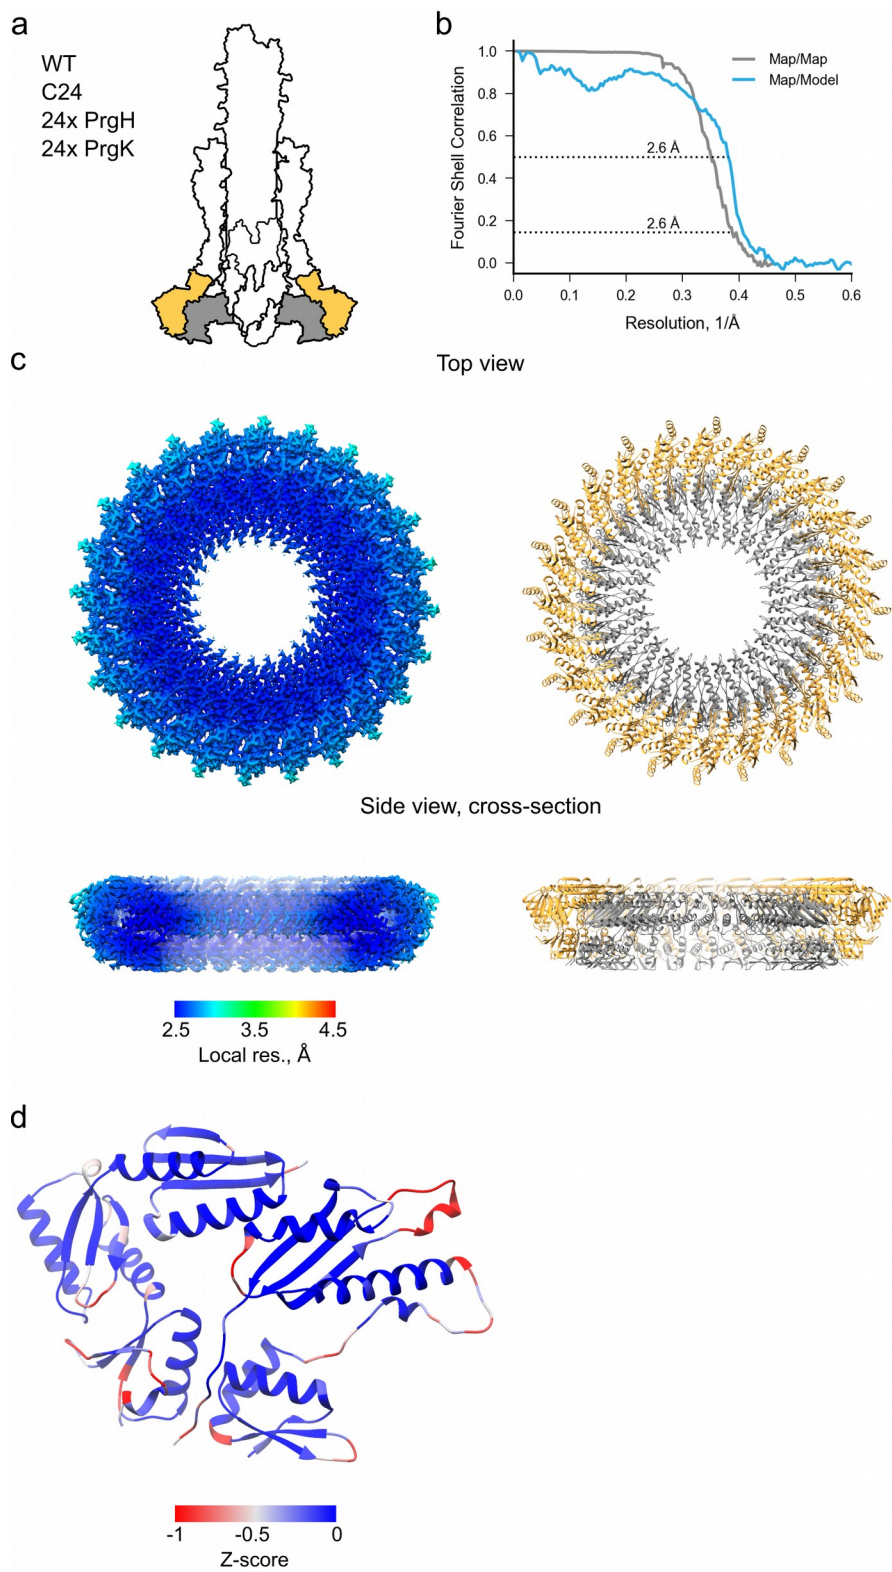 a
WT
C24
24x PrgH
24x PrgK
b
Fourier Shell Correlation
1.0
0.8
0.6
0.4
0.2
0.0
Map/Map
Map/Model
2.6 Å
2.6 Å
0.0 0.1 0.2 0.3 0.4 0.5 0.6
Resolution, 1/Å
c
Top view
Side view, cross-section
2.5 3.5 4.5
Local res., Å
d
-1 -0.5 0
Z-score